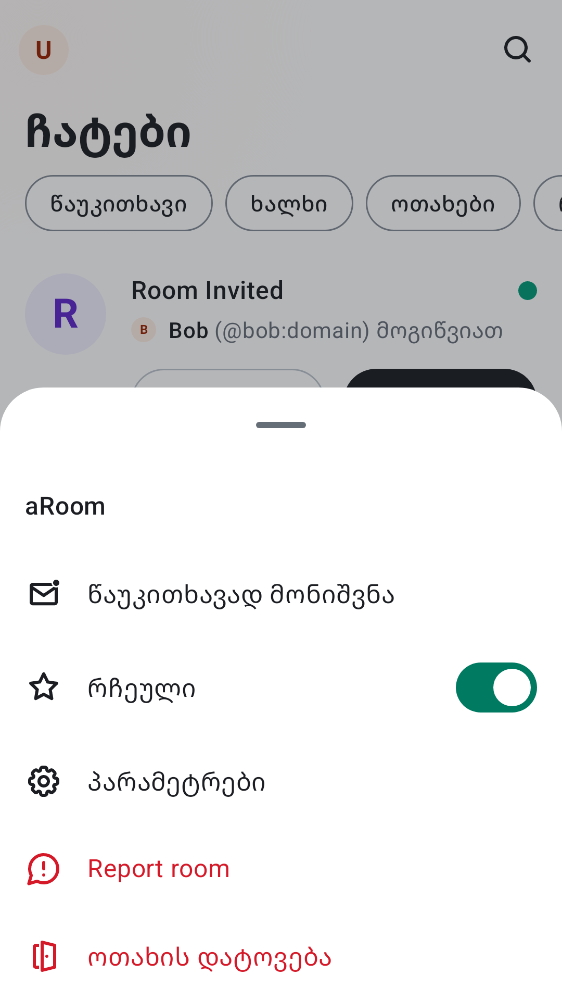 U
ჩატები
წაუკითხავი
ხალხი
ოთახები
R
Room Invited
B Bob (@bob:domain) მოგიწვიათ
aRoom
წაუკითხავად მონიშვნა
რჩეული
პარამეტრები
Report room
ოთახის დატოვება